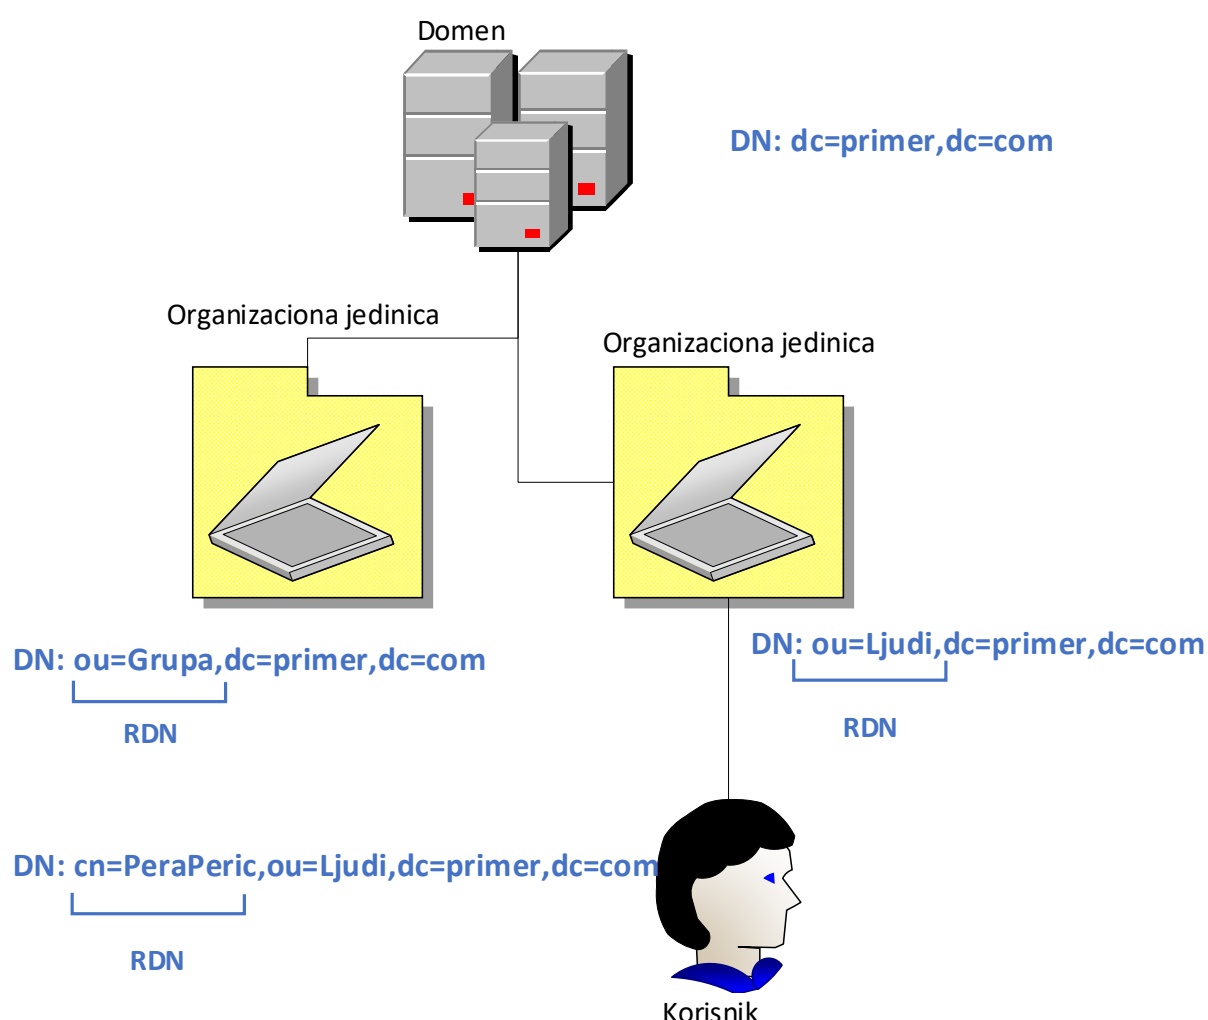 Domen
DN: dc=primer,dc=com
Organizaciona jedinica
Organizaciona jedinica
DN: ou=Grupa,dc=primer,dc=com
RDN
DN: ou=Ljudi,dc=primer,dc=com
RDN
DN: cn=PeraPeric,ou=Ljudi,dc=primer,dc=com
RDN
Korisnik